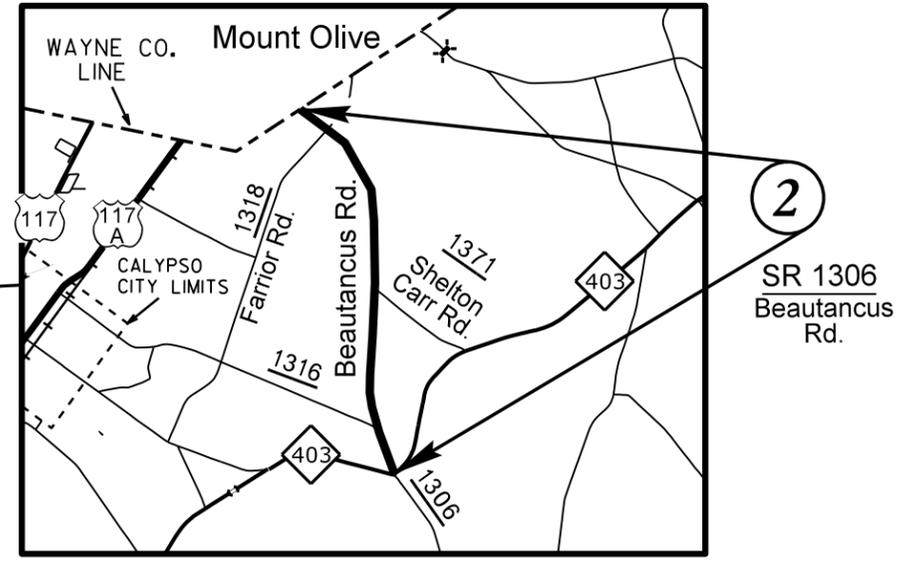 WAYNE CO.
LINE
Mount Olive
117
117
A
1318
Farrior Rd.
Beautancus Rd.
1371
Shelton
Carr Rd.
403
2
SR 1306
Beautancus
Rd.
CALYPSO
CITY LIMITS
1316
403
1306